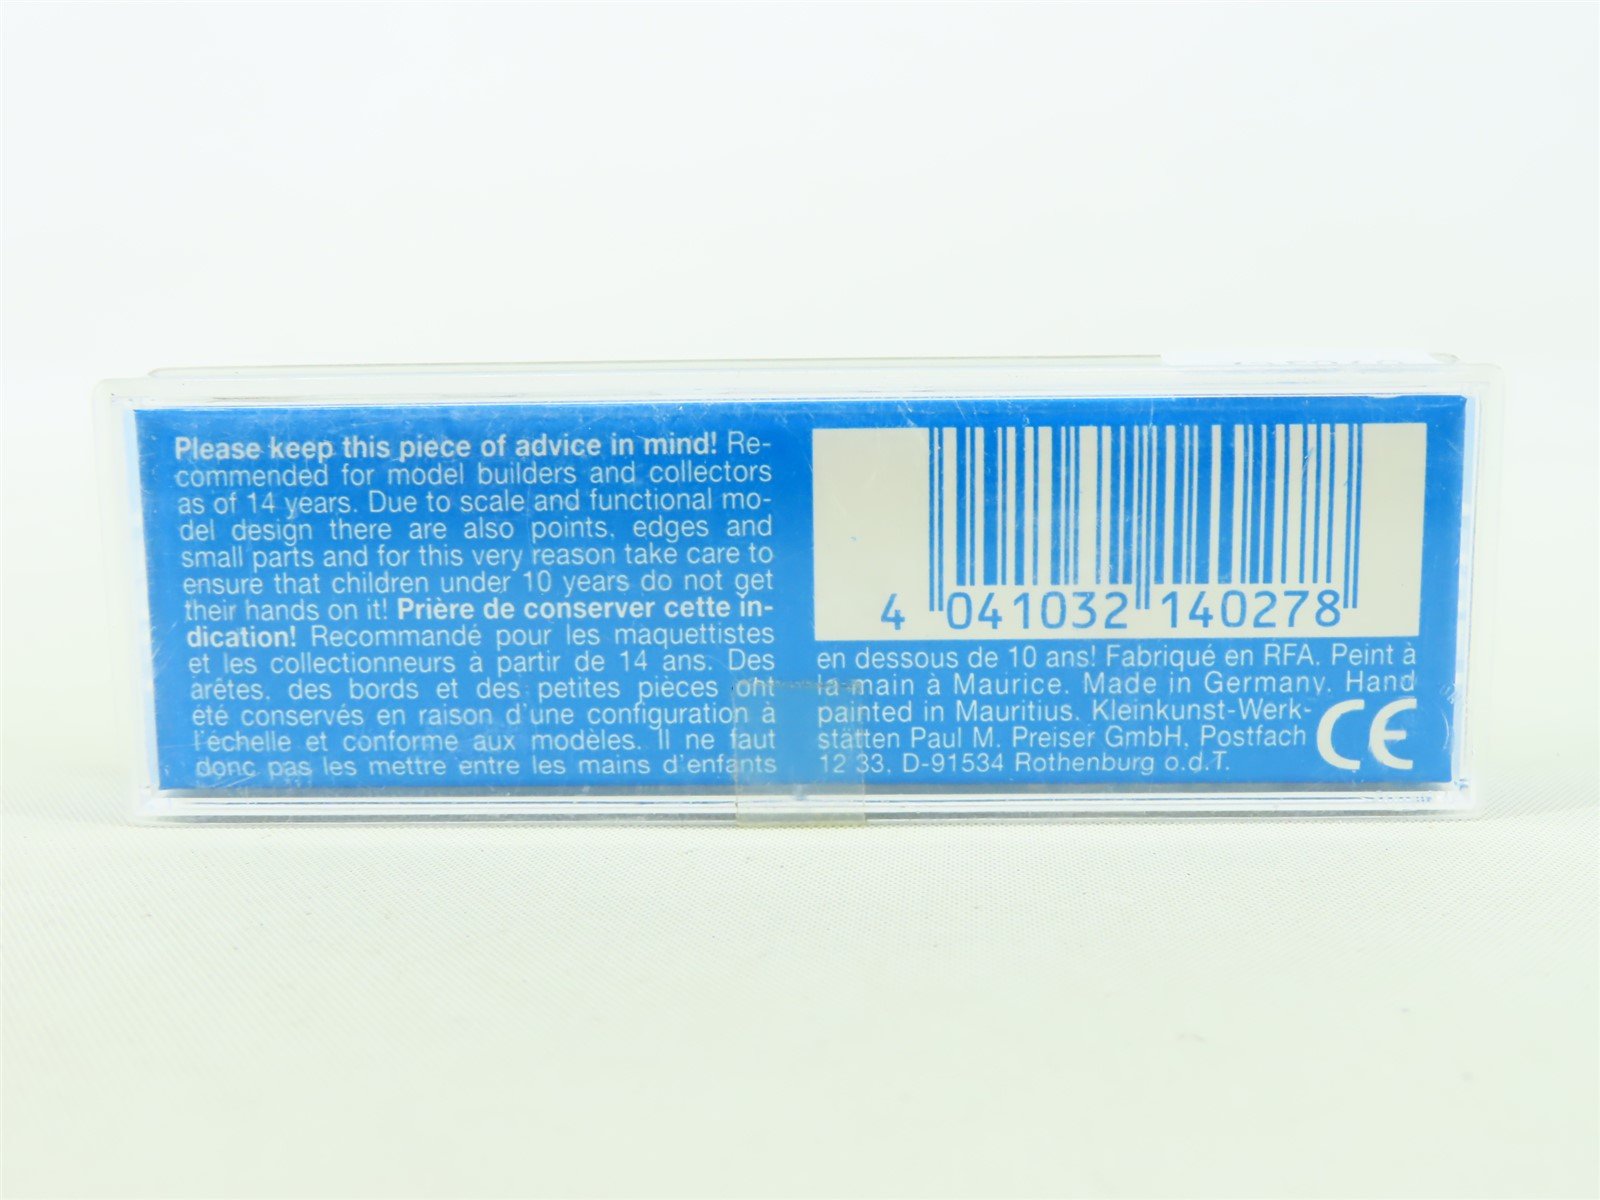 Please keep this piece of advice in mind! Re-
commended for model builders and collectors
as of 14 years. Due to scale and functional mo-
del design there are also points, edges and
small parts and for this very reason take care to
ensure that children under 10 years do not get
their hands on it! Prière de conserver cette in-
dication! Recommandé pour les maquettistes
et les collectionneurs à partir de 14 ans. Des
arêtes, des bords et des petites pièces ont
été conservés en raison d'une configuration à
l'échelle et conforme aux modèles. Il ne faut
donc pas les mettre entre les mains d'enfants
4 041032 140278
en dessous de 10 ans! Fabriqué en RFA. Peint à
la main à Maurice. Made in Germany. Hand
painted in Mauritius. Kleinkunst-Werk-
stätten Paul M. Preiser GmbH, Postfach
12 33, D-91534 Rothenburg o.d.T.
CE